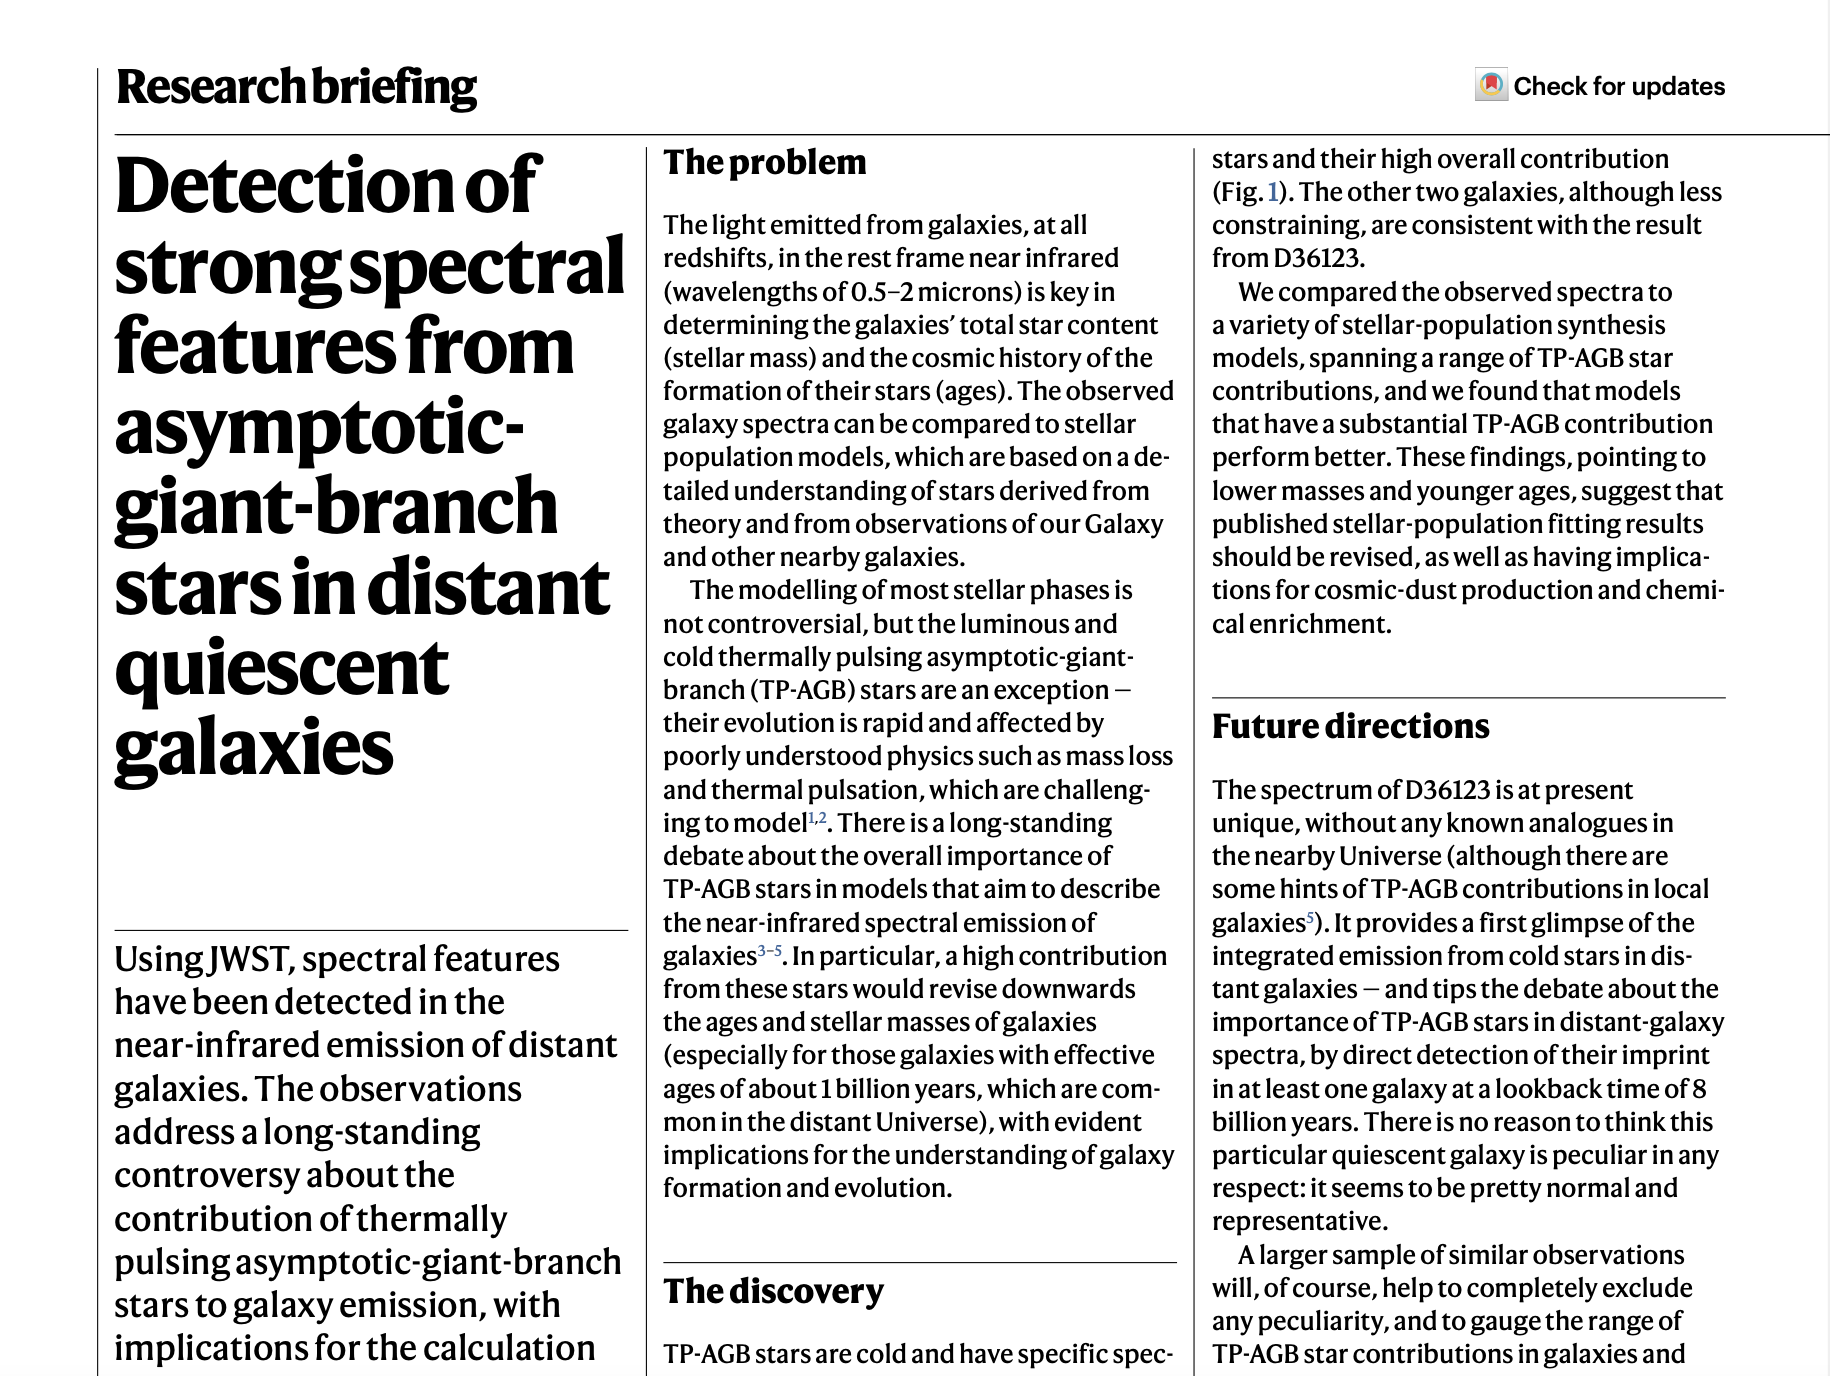 Research briefing
Check for updates
Detection of
strong spectral
features from
asymptotic-
giant-branch
stars in distant
quiescent
galaxies
Using JWST, spectral features
have been detected in the
near-infrared emission of distant
galaxies. The observations
address a long-standing
controversy about the
contribution of thermally
pulsing asymptotic-giant-branch
stars to galaxy emission, with
implications for the calculation
The problem
The light emitted from galaxies, at all
redshifts, in the rest frame near infrared
(wavelengths of 0.5–2 microns) is key in
determining the galaxies’ total star content
(stellar mass) and the cosmic history of the
formation of their stars (ages). The observed
galaxy spectra can be compared to stellar
population models, which are based on a de-
tailed understanding of stars derived from
theory and from observations of our Galaxy
and other nearby galaxies.
The modelling of most stellar phases is
not controversial, but the luminous and
cold thermally pulsing asymptotic-giant-
branch (TP-AGB) stars are an exception —
their evolution is rapid and affected by
poorly understood physics such as mass loss
and thermal pulsation, which are challeng-
ing to model1,2. There is a long-standing
debate about the overall importance of
TP-AGB stars in models that aim to describe
the near-infrared spectral emission of
galaxies3–5. In particular, a high contribution
from these stars would revise downwards
the ages and stellar masses of galaxies
(especially for those galaxies with effective
ages of about 1 billion years, which are com-
mon in the distant Universe), with evident
implications for the understanding of galaxy
formation and evolution.
The discovery
TP-AGB stars are cold and have specific spec-
stars and their high overall contribution
(Fig. 1). The other two galaxies, although less
constraining, are consistent with the result
from D36123.
We compared the observed spectra to
a variety of stellar-population synthesis
models, spanning a range of TP-AGB star
contributions, and we found that models
that have a substantial TP-AGB contribution
perform better. These findings, pointing to
lower masses and younger ages, suggest that
published stellar-population fitting results
should be revised, as well as having implica-
tions for cosmic-dust production and chemi-
cal enrichment.
Future directions
The spectrum of D36123 is at present
unique, without any known analogues in
the nearby Universe (although there are
some hints of TP-AGB contributions in local
galaxies5). It provides a first glimpse of the
integrated emission from cold stars in dis-
tant galaxies — and tips the debate about the
importance of TP-AGB stars in distant-galaxy
spectra, by direct detection of their imprint
in at least one galaxy at a lookback time of 8
billion years. There is no reason to think this
particular quiescent galaxy is peculiar in any
respect: it seems to be pretty normal and
representative.
A larger sample of similar observations
will, of course, help to completely exclude
any peculiarity, and to gauge the range of
TP-AGB star contributions in galaxies and